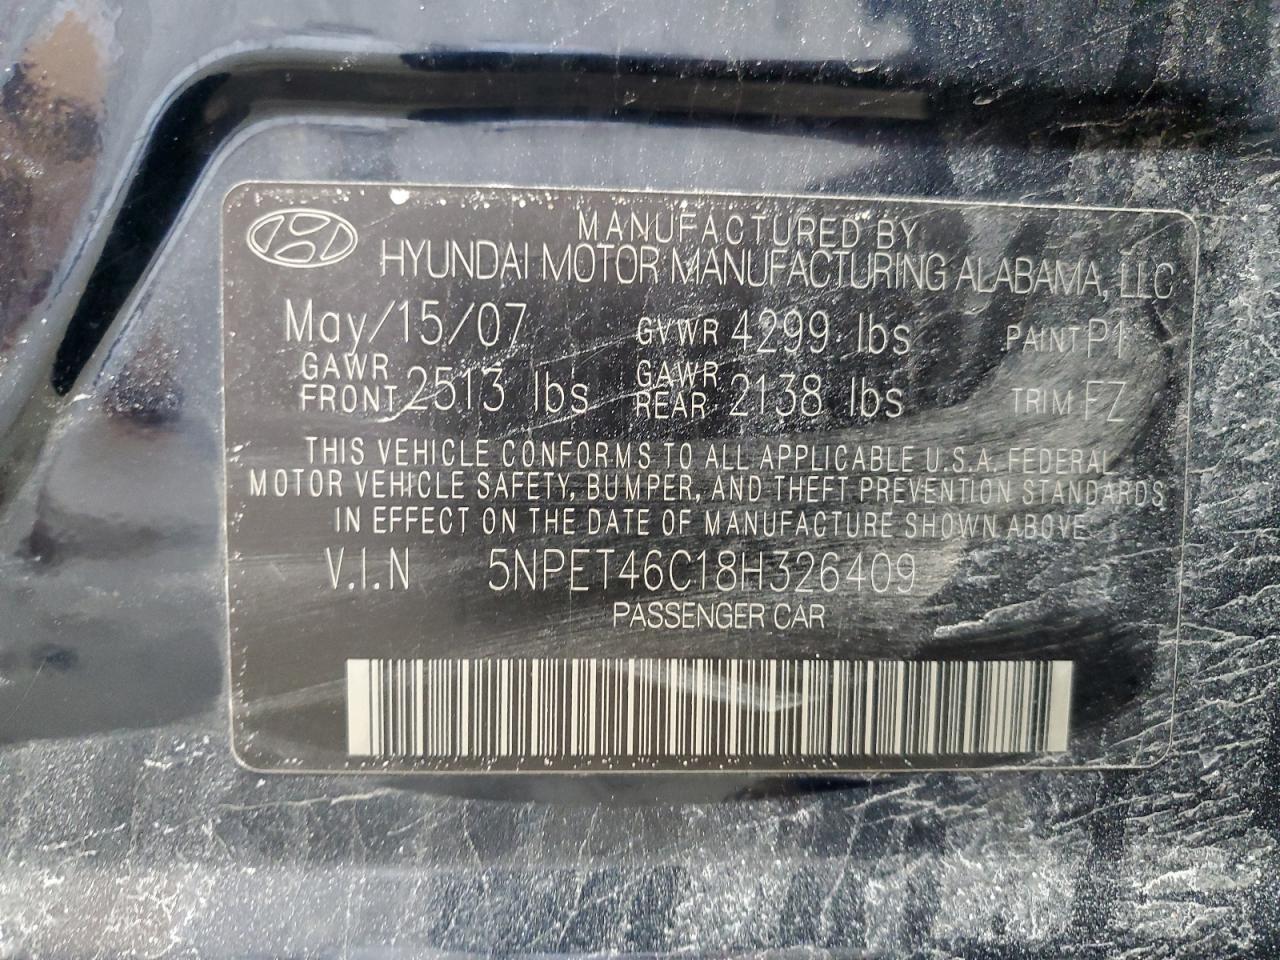 MANUFACTURED BY
HYUNDAI MOTOR MANUFACTURING ALABAMA, LLC
May/15/07 GVWR 4299 lbs PAINT P1
GAWR FRONT 2513 lbs GAWR REAR 2138 lbs TRIM FZ
THIS VEHICLE CONFORMS TO ALL APPLICABLE U.S.A. FEDERAL
MOTOR VEHICLE SAFETY, BUMPER, AND THEFT PREVENTION STANDARDS
IN EFFECT ON THE DATE OF MANUFACTURE SHOWN ABOVE
V.I.N 5NPET46C18H326409
PASSENGER CAR